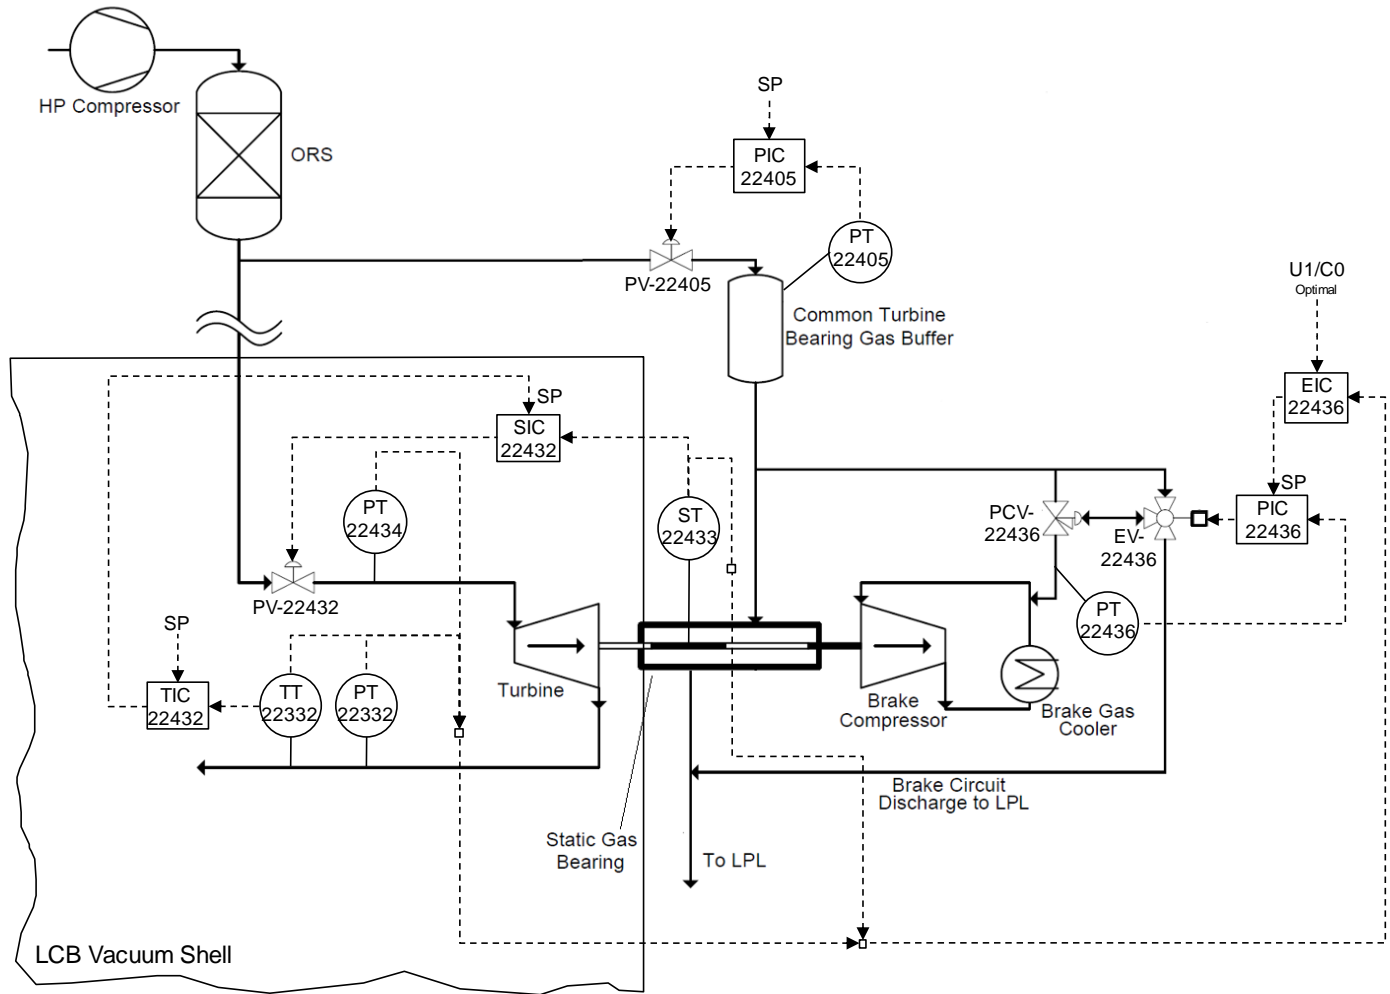 HP Compressor
ORS
SP
PIC
22405
PT
22405
PV-22405
Common Turbine
Bearing Gas Buffer
U1/C0
Optimal
EIC
22436
SP
SIC
22432
SP
PIC
22436
PT
22434
ST
22433
PCV-
22436
EV-
22436
PV-22432
PT
22436
SP
TIC
22432
TT
22332
PT
22332
Turbine
Brake
Compressor
Brake Gas
Cooler
Brake Circuit
Discharge to LPL
Static Gas
Bearing
To LPL
LCB Vacuum Shell